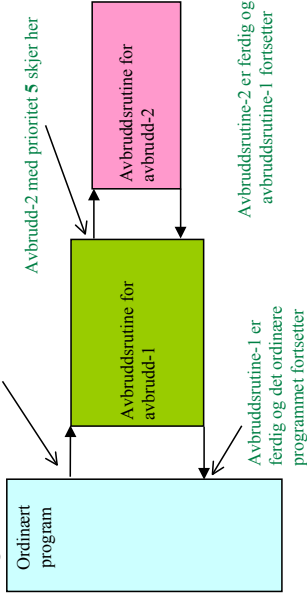 Ordinært
program
Avbruddsrutine for
avbrudd-1
Avbruddsrutine for
avbrudd-2
Avbrudd-2 med prioritet 5 skjer her
Avbruddsrutine-1 er
ferdig og det ordinære
programmet fortsetter
Avbruddsrutine-2 er ferdig og
avbruddsrutine-1 fortsetter